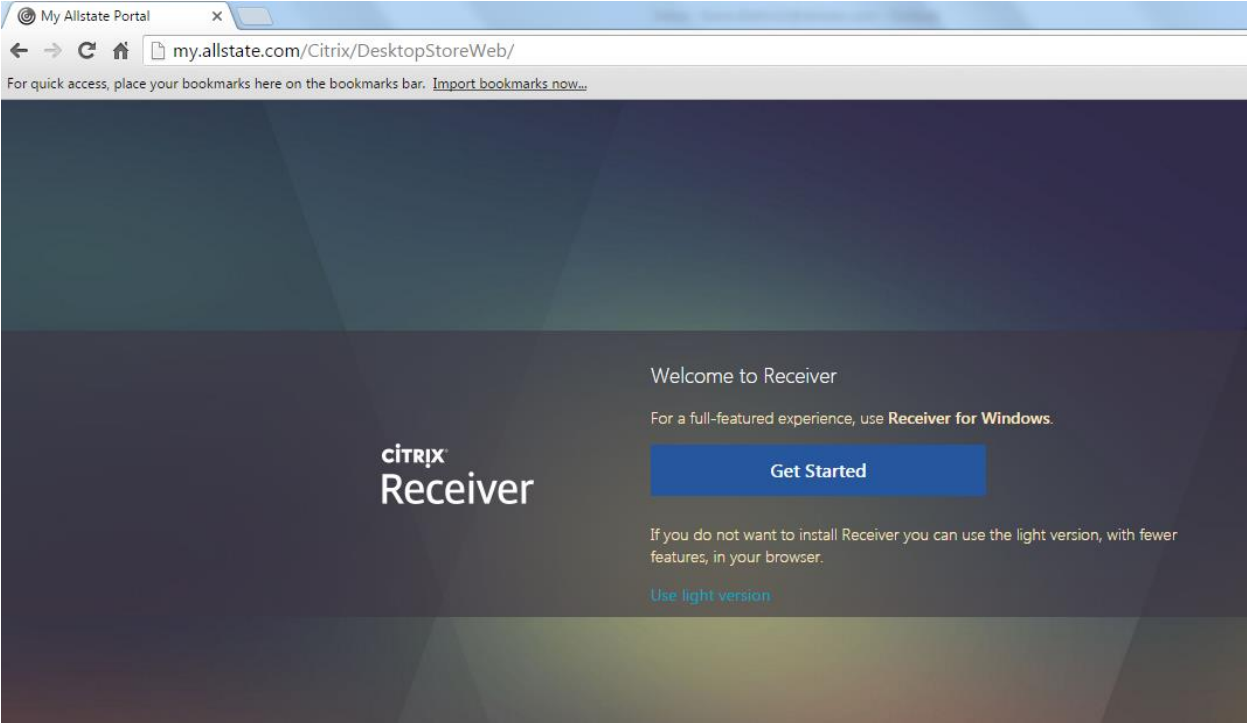 My Allstate Portal
my.allstate.com/Citrix/DesktopStoreWeb/
For quick access, place your bookmarks here on the bookmarks bar. Import bookmarks now...
Welcome to Receiver
For a full-featured experience, use Receiver for Windows.
CITRIX
Receiver
Get Started
If you do not want to install Receiver you can use the light version, with fewer
features, in your browser.
Use light version